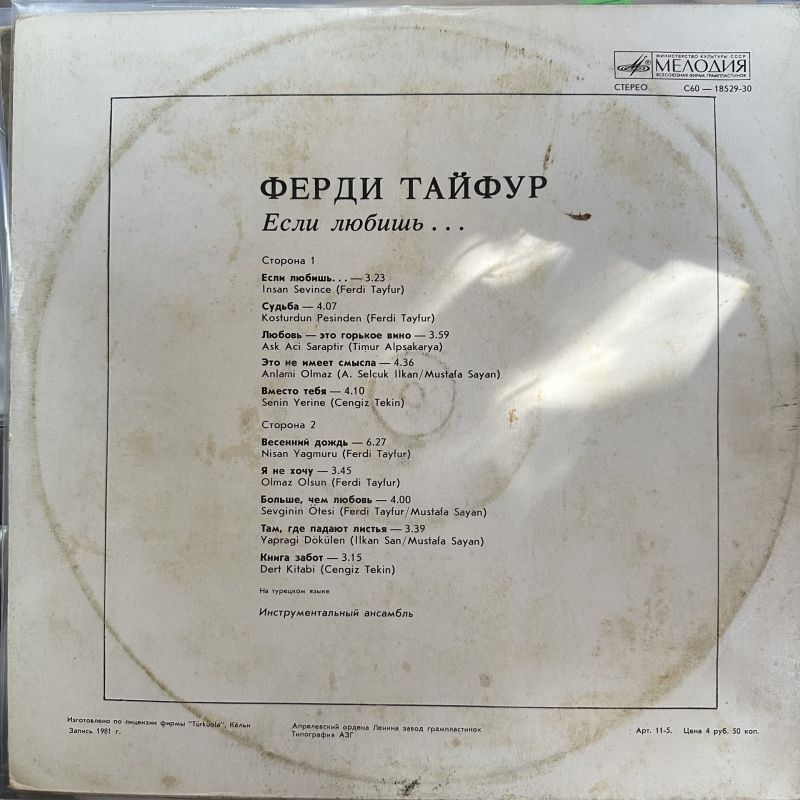 МИНИСТЕРСТВО КУЛЬТУРЫ СССР
МЕЛОДИЯ
ВСЕСОЮЗНАЯ ФИРМА ГРАМПЛАСТИНОК
СТЕРЕО С60 — 18529-30
ФЕРДИ ТАЙФУР
Если любишь...
Сторона 1
Если любишь... — 3.23
Insan Sevince (Ferdi Tayfur)
Судьба — 4.07
Kosturdun Pesinden (Ferdi Tayfur)
Любовь — это горькое вино — 3.59
Ask Aci Saraptir (Timur Alpsakarya)
Это не имеет смысла — 4.36
Anlami Olmaz (A. Selcuk Ilkan/Mustafa Sayan)
Вместо тебя — 4.10
Senin Yerine (Cengiz Tekin)
Сторона 2
Весенний дождь — 6.27
Nisan Yagmuru (Ferdi Tayfur)
Я не хочу — 3.45
Olmaz Olsun (Ferdi Tayfur)
Больше, чем любовь — 4.00
Sevginin Ötesi (Ferdi Tayfur/Mustafa Sayan)
Там, где падают листья — 3.39
Yapragi Dökülen (Ilkan San/Mustafa Sayan)
Книга забот — 3.15
Dert Kitabi (Cengiz Tekin)
На турецком языке
Инструментальный ансамбль
Изготовлено по лицензии фирмы "Türküola", Кёльн
Запись 1981 г.
Апрелевский ордена Ленина завод грампластинок
Типография АЗГ
Арт. 11-5. Цена 4 руб. 50 коп.